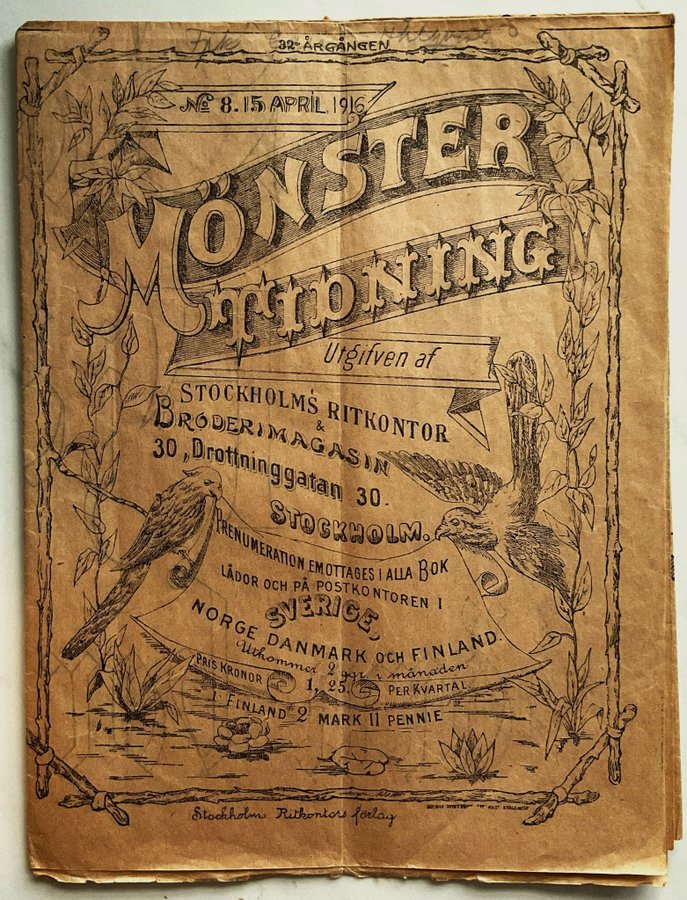 32dra ÅRGÅNGEN
No 8. 15 APRIL 1916
MÖNSTER
TIDNING
Utgifven af
STOCKHOLM'S RITKONTOR
&
BRODERIMAGASIN
30, Drottninggatan 30.
STOCKHOLM.
PRENUMERATION EMOTTAGES I ALLA BOK
LÅDOR OCH PÅ POSTKONTOREN I
SVERIGE,
NORGE DANMARK OCH FINLAND.
Utkommer 2 ggr i månaden
PRIS KRONOR 1,25 PER KVARTAL
I FINLAND 2 MARK 11 PENNIE
Stockholms Ritkontors förlag